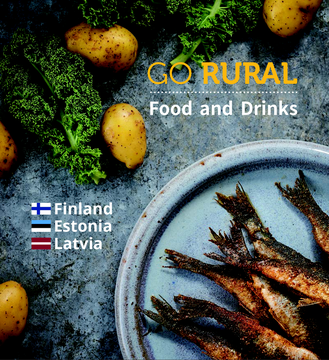 GO RURAL
Food and Drinks
Finland
Estonia
Latvia